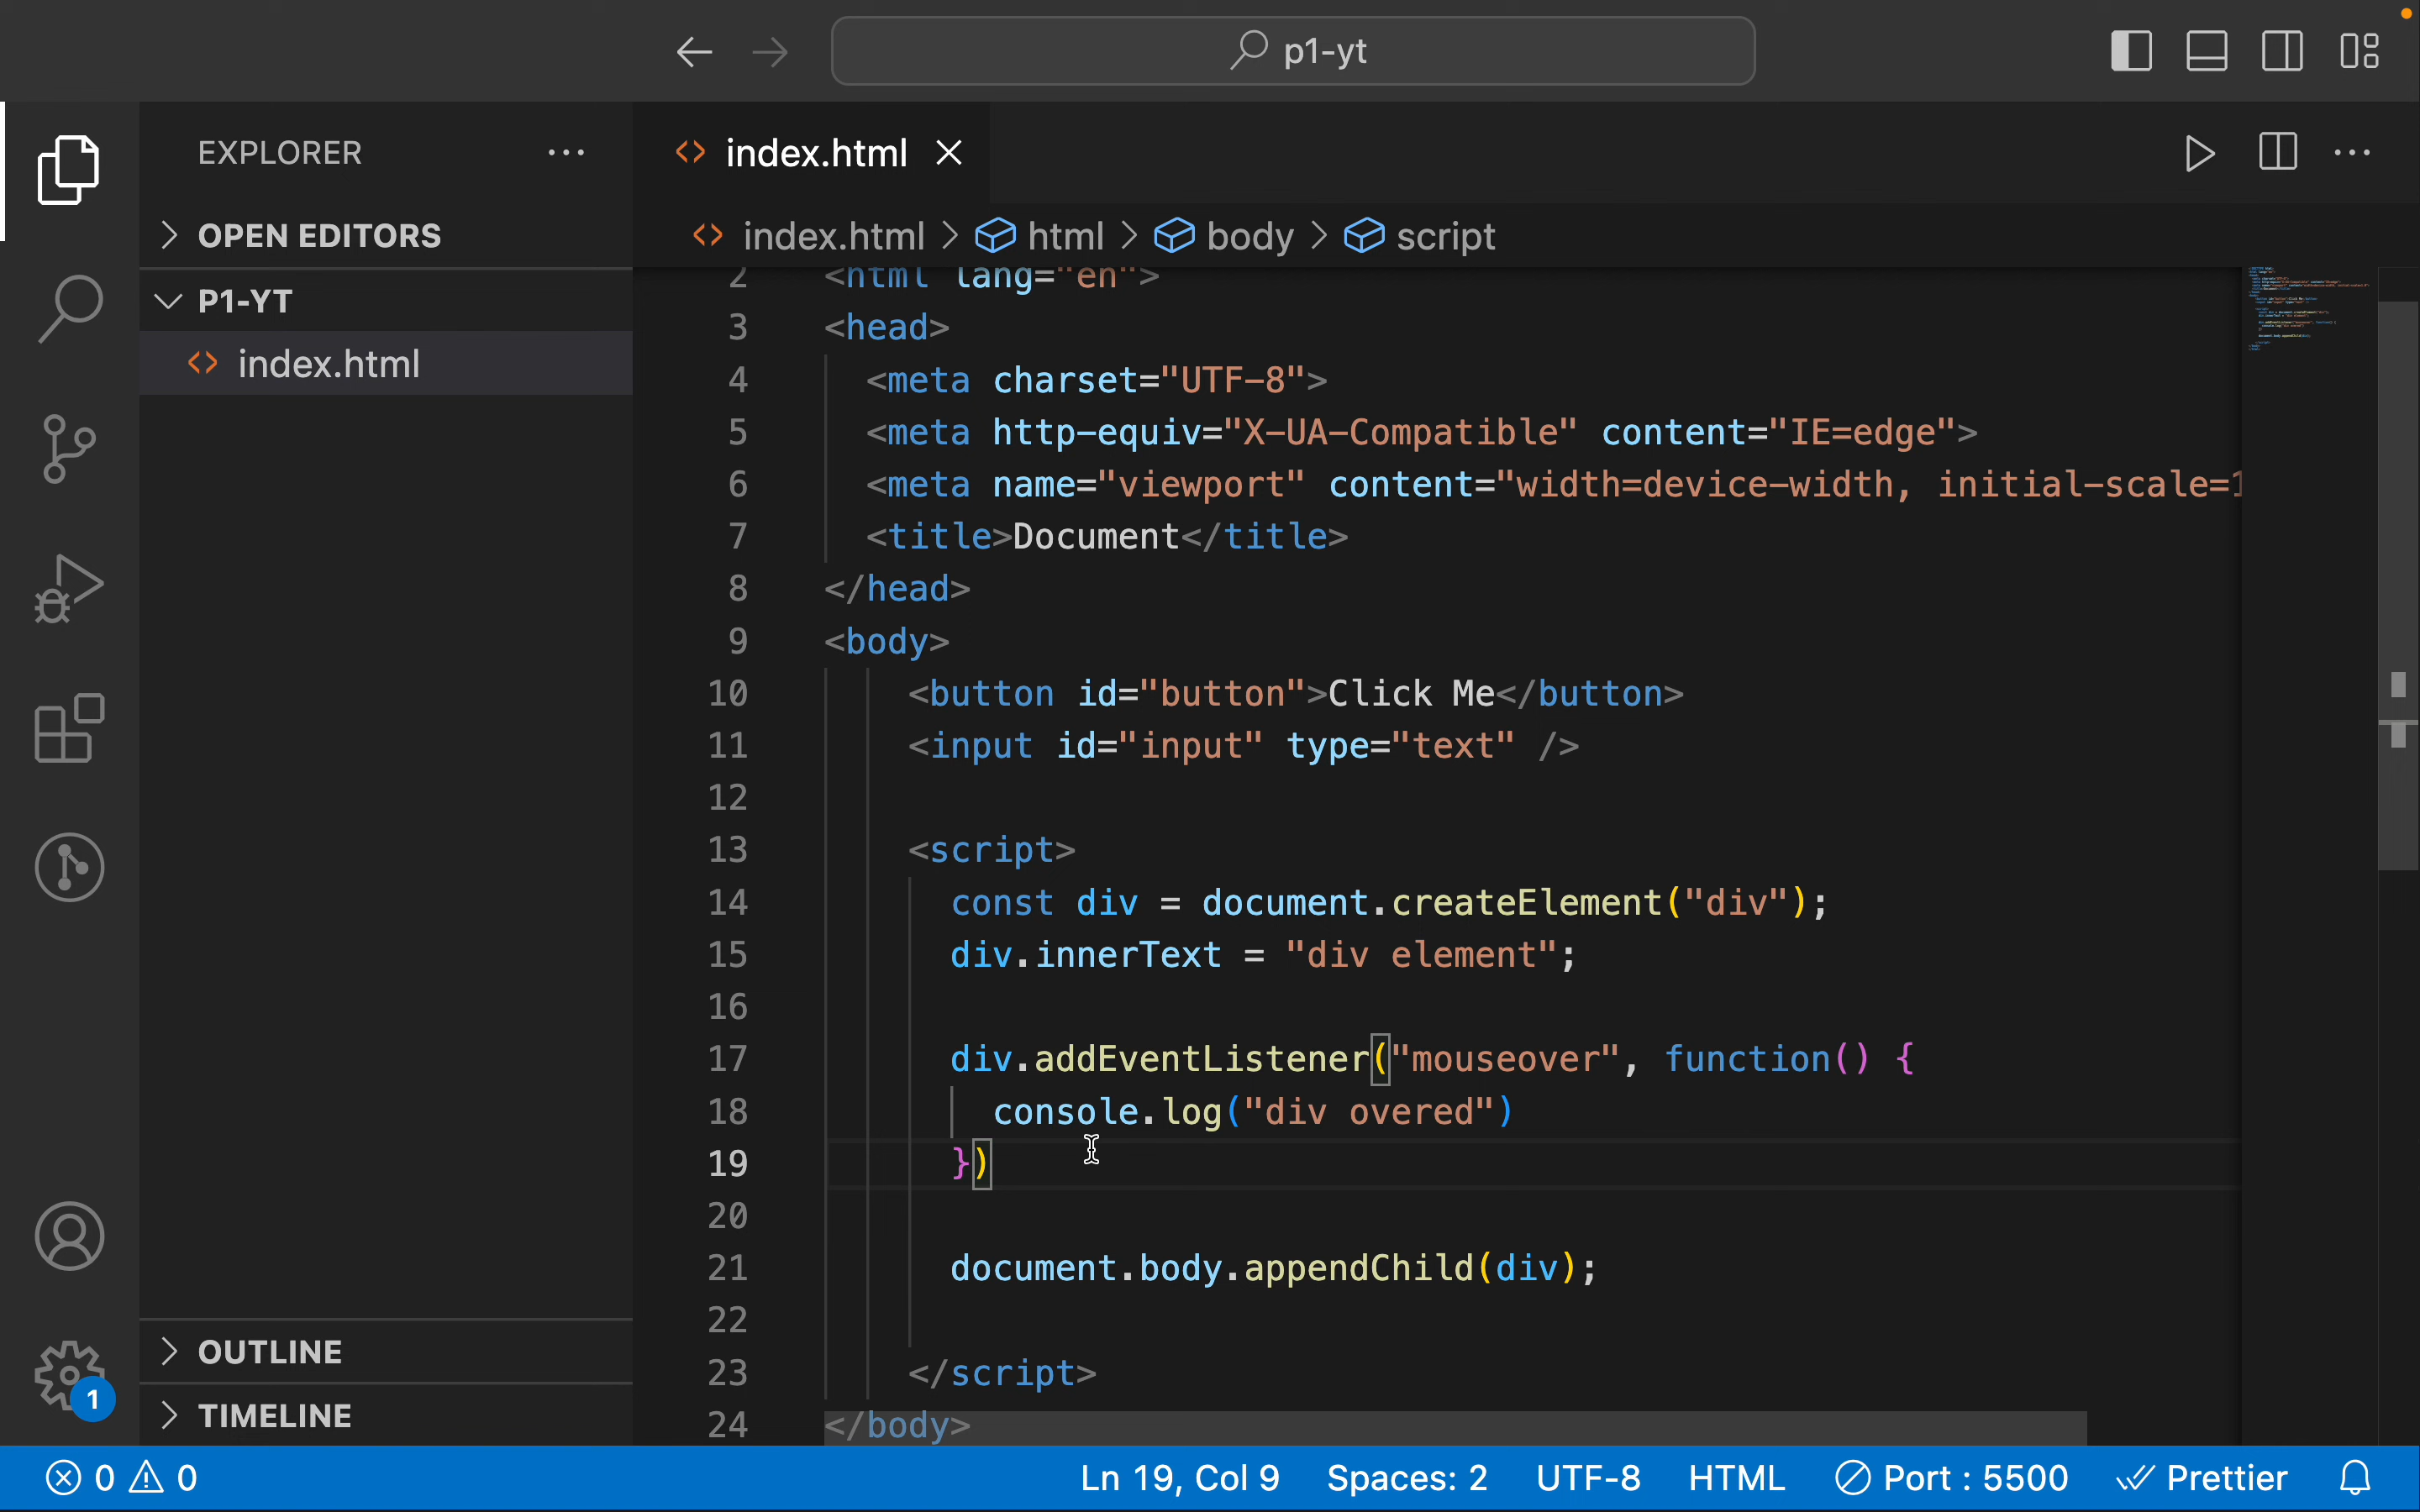 p1-yt
EXPLORER
OPEN EDITORS
P1-YT
index.html
OUTLINE
TIMELINE
1
index.html
index.html > html > body > script
2 <html lang="en">
3 <head>
4 <meta charset="UTF-8">
5 <meta http-equiv="X-UA-Compatible" content="IE=edge">
6 <meta name="viewport" content="width=device-width, initial-scale=1
7 <title>Document</title>
8 </head>
9 <body>
10 <button id="button">Click Me</button>
11 <input id="input" type="text" />
12
13 <script>
14 const div = document.createElement("div");
15 div.innerText = "div element";
16
17 div.addEventListener("mouseover", function() {
18 console.log("div overed")
19 })
20
21 document.body.appendChild(div);
22
23 </script>
24 </body>
0 0 Ln 19, Col 9 Spaces: 2 UTF-8 HTML Port : 5500 Prettier